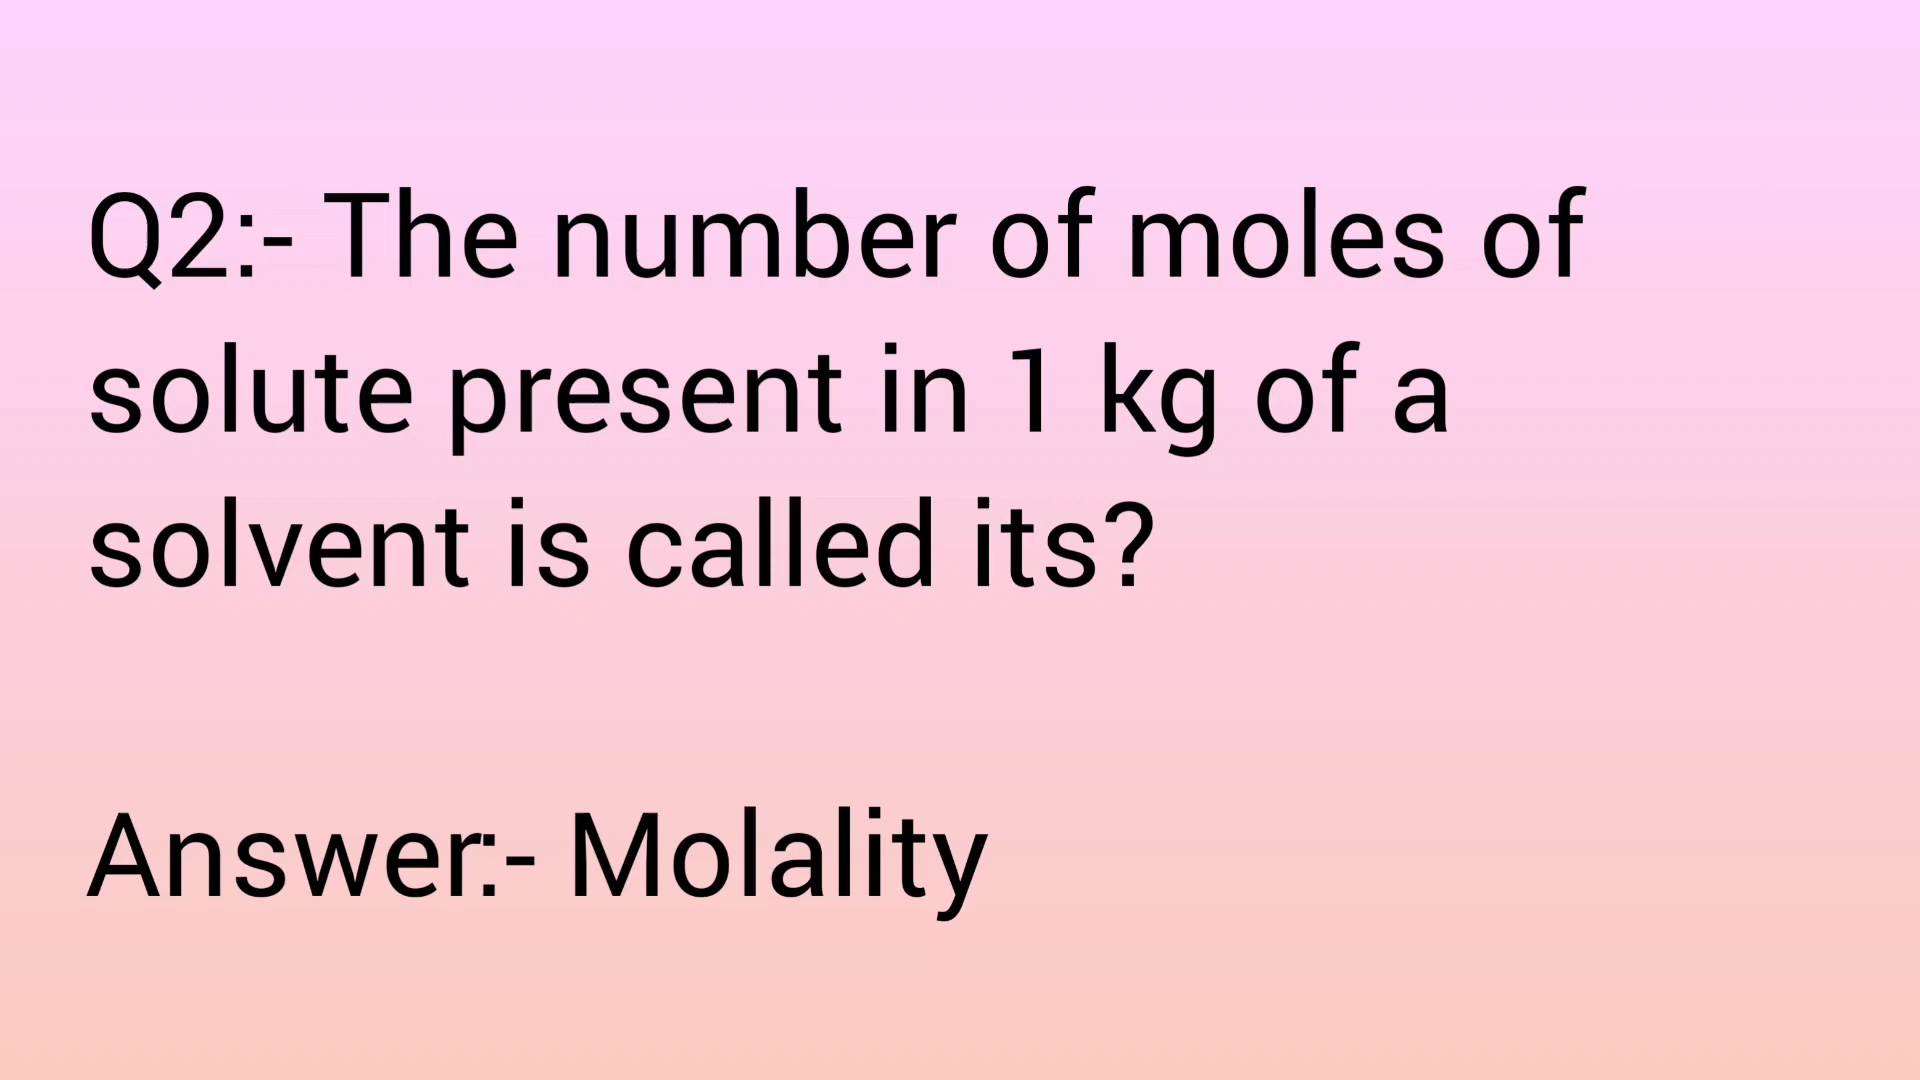 Q2:- The number of moles of
solute present in 1 kg of a
solvent is called its?
Answer:- Molality